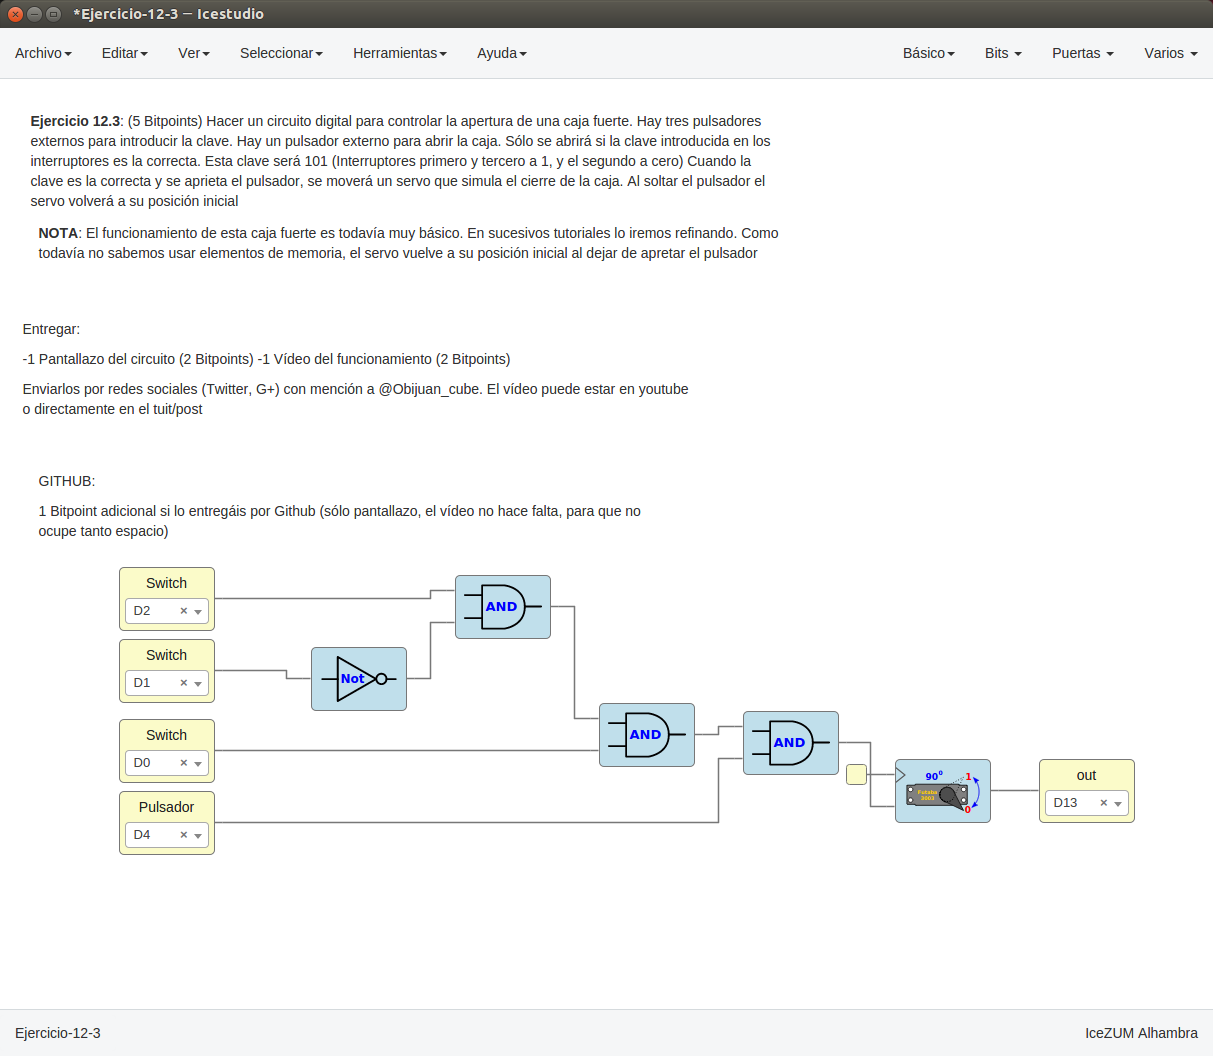 *Ejercicio-12-3 — Icestudio
Archivo Editar Ver Seleccionar Herramientas Ayuda Básico Bits Puertas Varios
Ejercicio 12.3: (5 Bitpoints) Hacer un circuito digital para controlar la apertura de una caja fuerte. Hay tres pulsadores
externos para introducir la clave. Hay un pulsador externo para abrir la caja. Sólo se abrirá si la clave introducida en los
interruptores es la correcta. Esta clave será 101 (Interruptores primero y tercero a 1, y el segundo a cero) Cuando la
clave es la correcta y se aprieta el pulsador, se moverá un servo que simula el cierre de la caja. Al soltar el pulsador el
servo volverá a su posición inicial
NOTA: El funcionamiento de esta caja fuerte es todavía muy básico. En sucesivos tutoriales lo iremos refinando. Como
todavía no sabemos usar elementos de memoria, el servo vuelve a su posición inicial al dejar de apretar el pulsador
Entregar:
-1 Pantallazo del circuito (2 Bitpoints) -1 Vídeo del funcionamiento (2 Bitpoints)
Enviarlos por redes sociales (Twitter, G+) con mención a @Obijuan_cube. El vídeo puede estar en youtube
o directamente en el tuit/post
GITHUB:
1 Bitpoint adicional si lo entregáis por Github (sólo pantallazo, el vídeo no hace falta, para que no
ocupe tanto espacio)
Switch
D2
AND
Switch
D1
Not
Switch
D0
AND
AND
Pulsador
D4
90⁰
1
Futaba
3003
0
out
D13
Ejercicio-12-3 IceZUM Alhambra